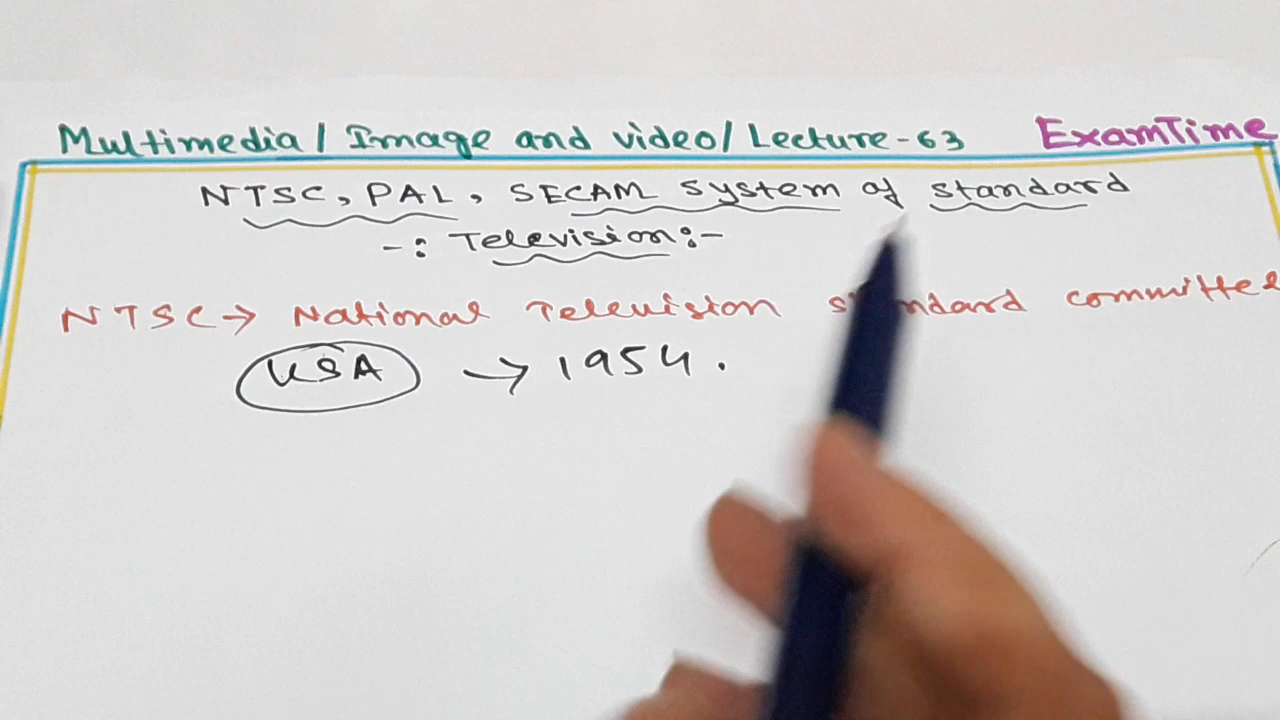 Multimedia / Image and video / Lecture-63 ExamTime
NTSC, PAL, SECAM System of standard
-: Television:-
NTSC → National Television standard committee
USA → 1954.